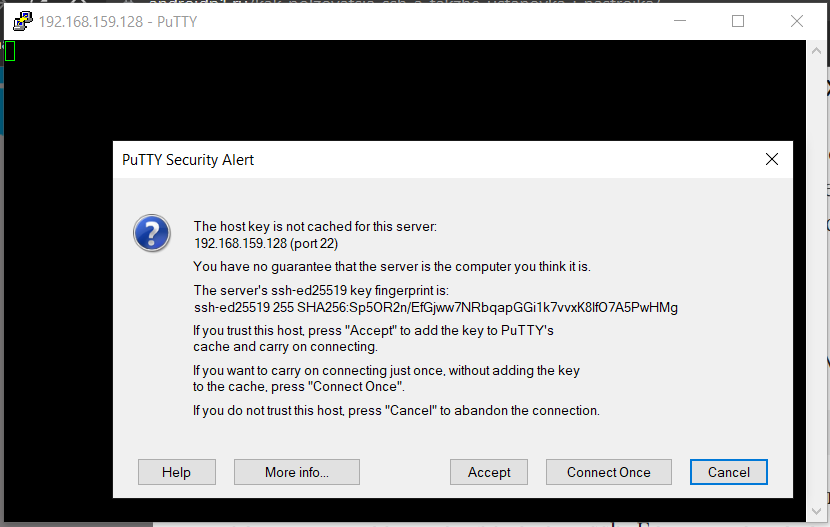 192.168.159.128 - PuTTY
PuTTY Security Alert
The host key is not cached for this server:
192.168.159.128 (port 22)
You have no guarantee that the server is the computer you think it is.
The server's ssh-ed25519 key fingerprint is:
ssh-ed25519 255 SHA256:Sp5OR2n/EfGjww7NRbqapGGi1k7vvxK8lfO7A5PwHMg
If you trust this host, press "Accept" to add the key to PuTTY's
cache and carry on connecting.
If you want to carry on connecting just once, without adding the key
to the cache, press "Connect Once".
If you do not trust this host, press "Cancel" to abandon the connection.
Help
More info...
Accept
Connect Once
Cancel